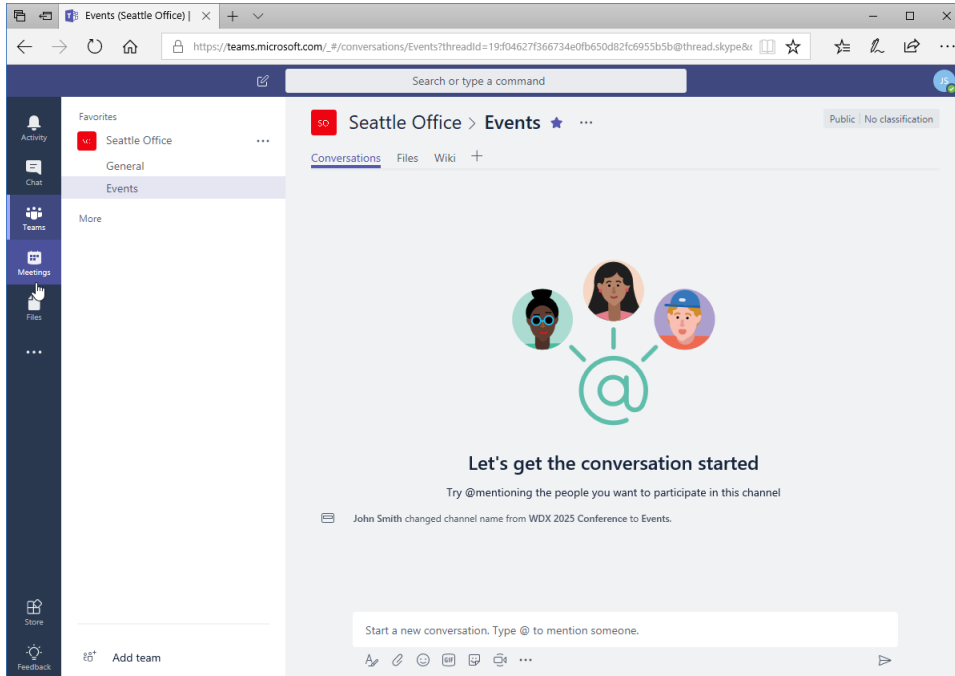 Events (Seattle Office) |
https://teams.microsoft.com/_#/conversations/Events?threadId=19:f04627f366734e0fb650d82fc6955b5b@thread.skype&
Search or type a command
JS
Activity
Chat
Teams
Meetings
Files
Store
Feedback
Favorites
Seattle Office
General
Events
More
Add team
SO
Seattle Office > Events
Public | No classification
Conversations Files Wiki
@
Let's get the conversation started
Try @mentioning the people you want to participate in this channel
John Smith changed channel name from WDX 2025 Conference to Events.
Start a new conversation. Type @ to mention someone.
GIF